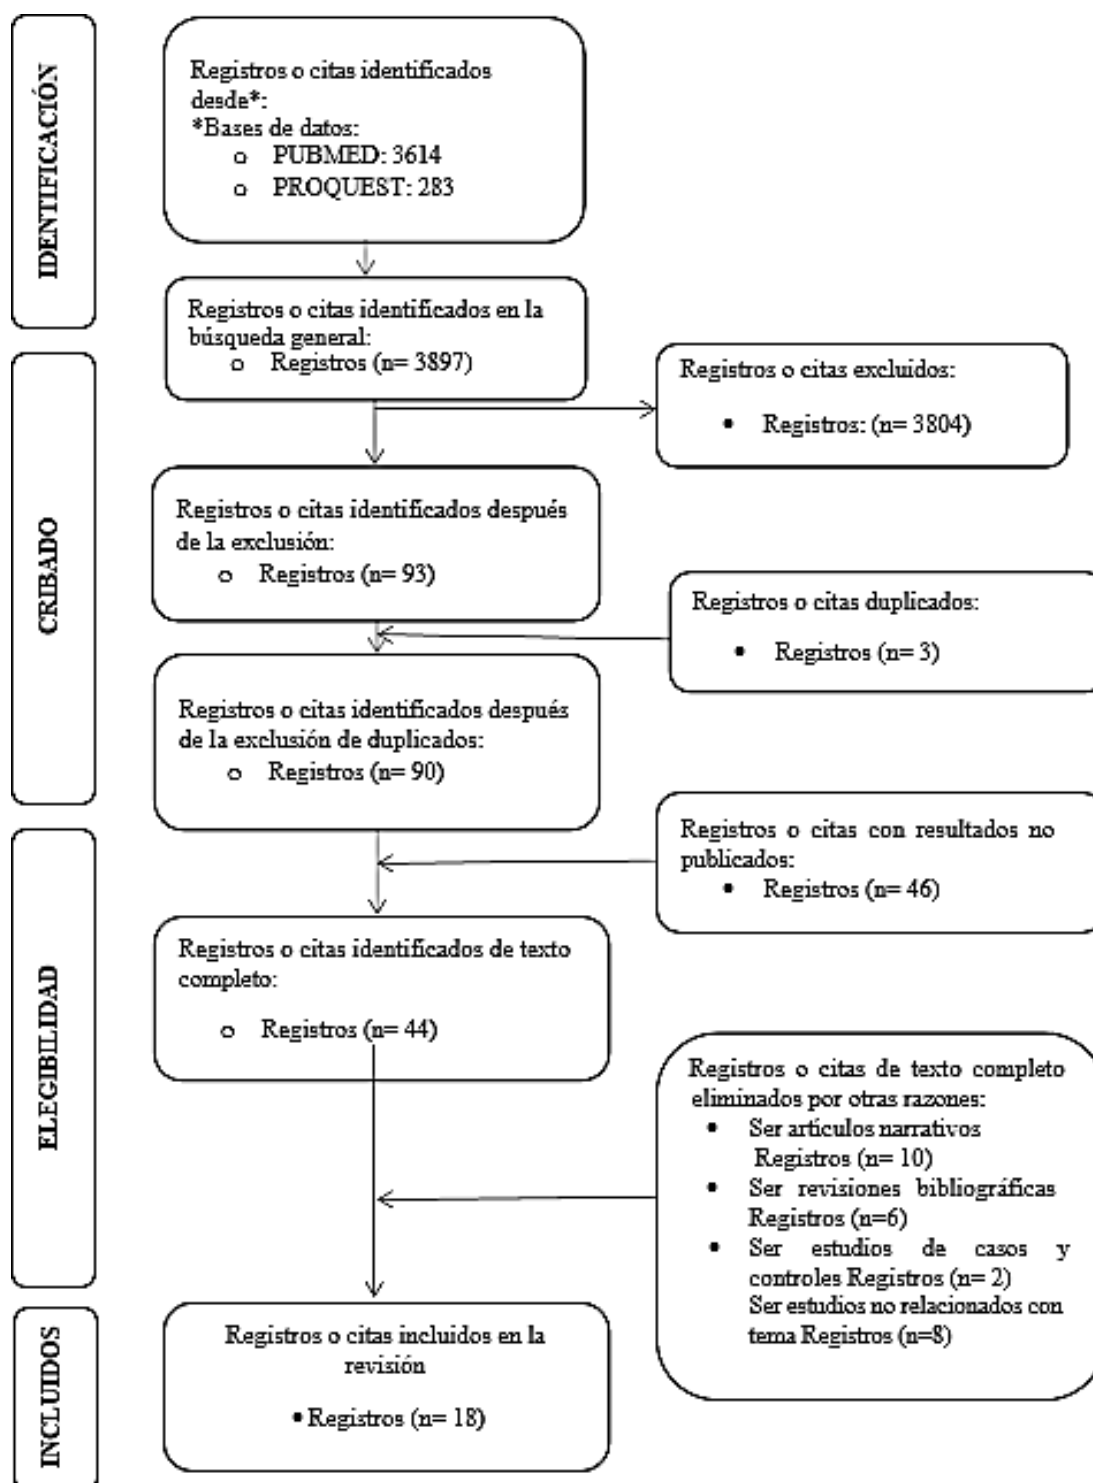 IDENTIFICACIÓN
Registros o citas identificados
desde*:
*Bases de datos:
o PUBMED: 3614
o PROQUEST: 283
Registros o citas identificados en la
búsqueda general:
o Registros (n= 3897)
CRIBADO
Registros o citas excluidos:
• Registros: (n= 3804)
Registros o citas identificados después
de la exclusión:
o Registros (n= 93)
Registros o citas duplicados:
• Registros (n= 3)
Registros o citas identificados después
de la exclusión de duplicados:
o Registros (n= 90)
ELEGIBILIDAD
Registros o citas con resultados no
publicados:
• Registros (n= 46)
Registros o citas identificados de texto
completo:
o Registros (n= 44)
Registros o citas de texto completo
eliminados por otras razones:
• Ser artículos narrativos
Registros (n= 10)
• Ser revisiones bibliográficas
Registros (n=6)
• Ser estudios de casos y
controles Registros (n= 2)
Ser estudios no relacionados con
tema Registros (n=8)
INCLUIDOS
Registros o citas incluidos en la
revisión
• Registros (n= 18)